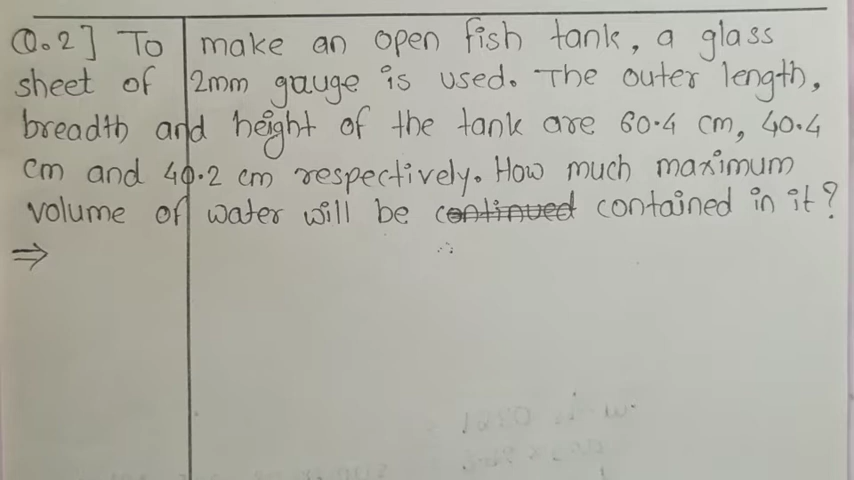 Q.2] To make an open fish tank, a glass
sheet of 2mm gauge is used. The outer length,
breadth and height of the tank are 60.4 cm, 40.4
cm and 40.2 cm respectively. How much maximum
volume of water will be continued contained in it?
⇒